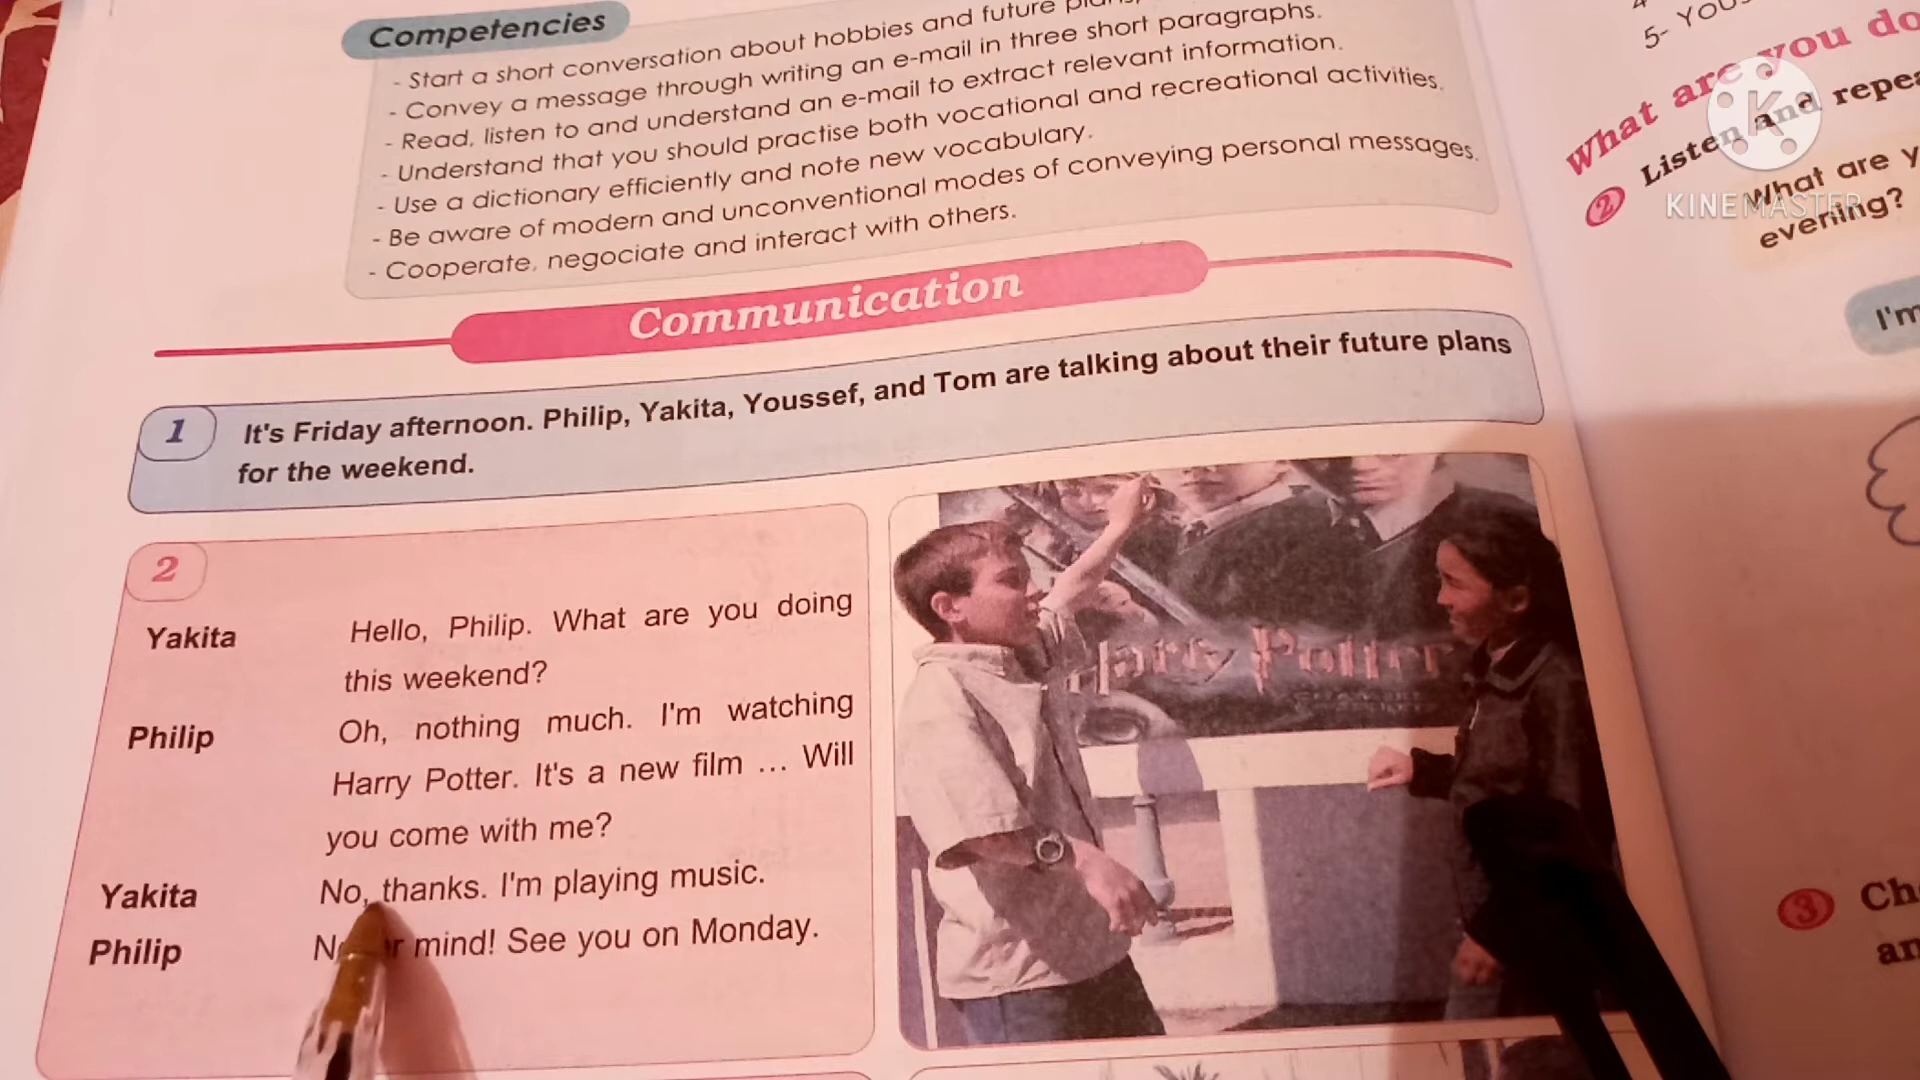 Competencies
- Start a short conversation about hobbies and future
- Convey a message through writing an e-mail in three short paragraphs.
- Read, listen to and understand an e-mail to extract relevant information.
- Understand that you should practise both vocational and recreational activities.
- Use a dictionary efficiently and note new vocabulary.
- Be aware of modern and unconventional modes of conveying personal messages.
- Cooperate, negociate and interact with others.
Communication
1
It's Friday afternoon. Philip, Yakita, Youssef, and Tom are talking about their future plans
for the weekend.
2
Yakita Hello, Philip. What are you doing
this weekend?
Philip Oh, nothing much. I'm watching
Harry Potter. It's a new film ... Will
you come with me?
Yakita No, thanks. I'm playing music.
Philip mind! See you on Monday.
Harry Potter
5-
What are you do
2 Listen and repea
What are y
evening?
I'm
3 Ch
an
K
KINEMASTER